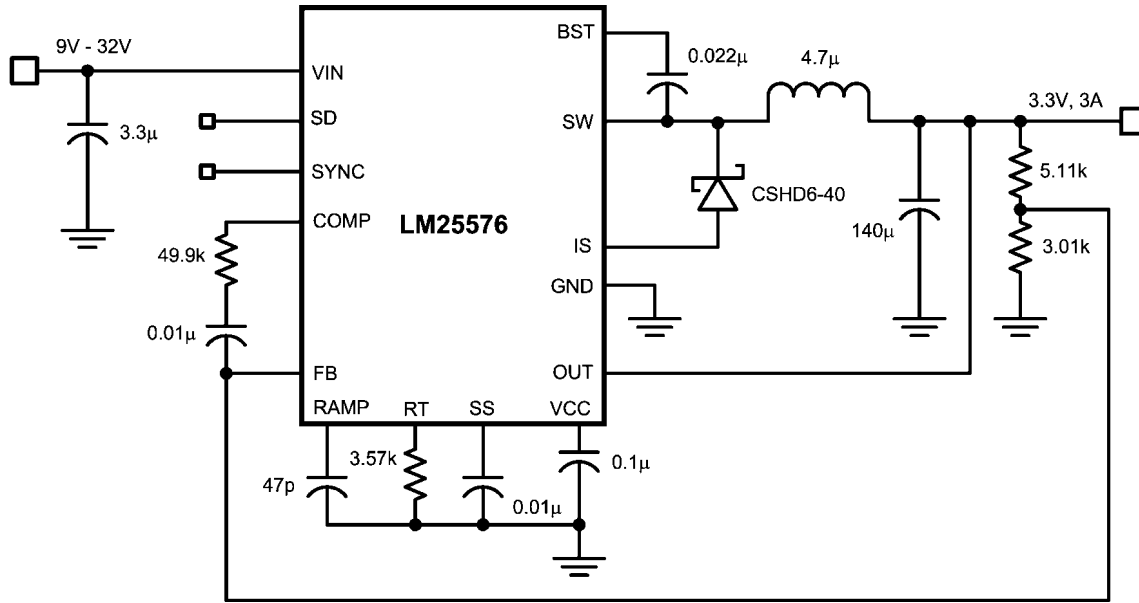 9V - 32V
3.3µ
VIN
SD
SYNC
COMP
49.9k
0.01µ
FB
RAMP
RT
SS
VCC
LM25576
BST
SW
IS
GND
OUT
0.022µ
4.7µ
3.3V, 3A
CSHD6-40
140µ
5.11k
3.01k
47p
3.57k
0.01µ
0.1µ